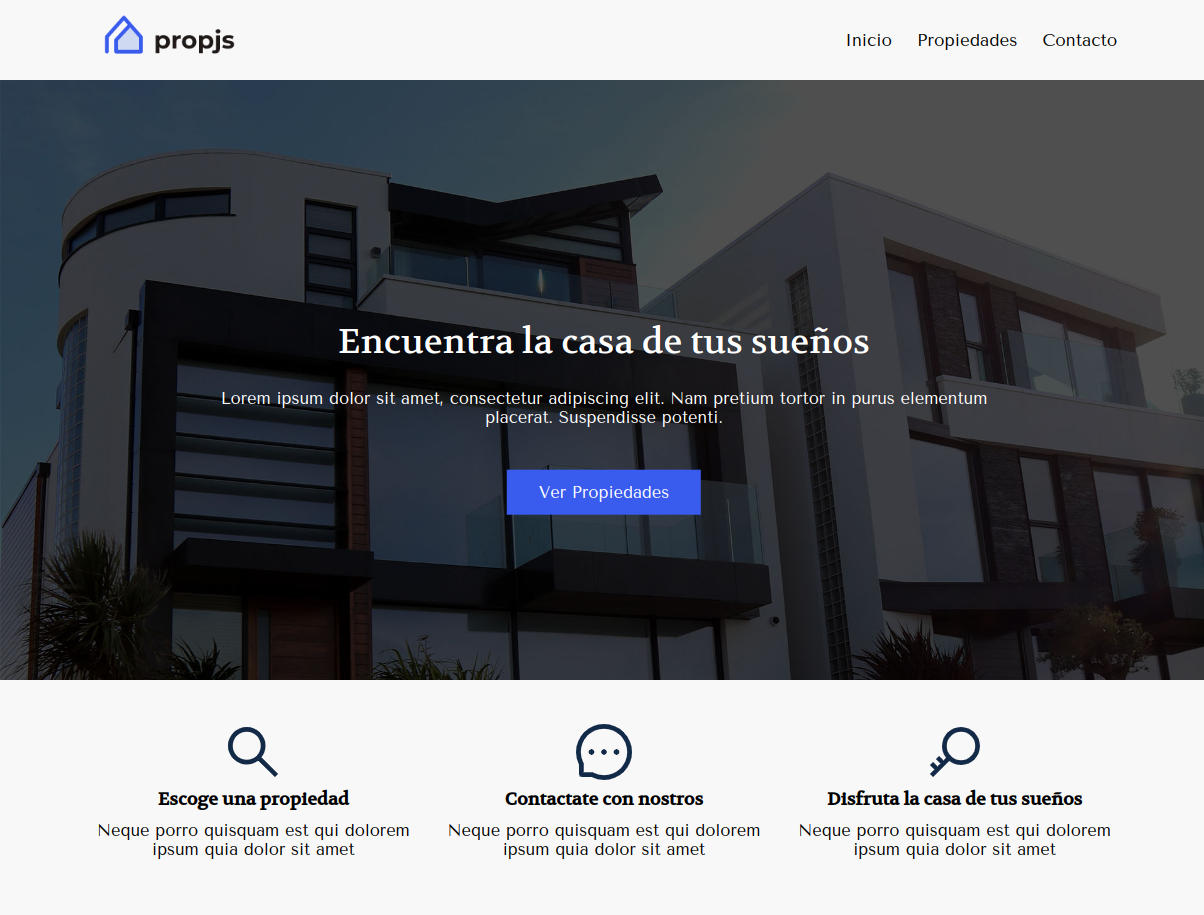 propjs
Inicio Propiedades Contacto
Encuentra la casa de tus sueños
Lorem ipsum dolor sit amet, consectetur adipiscing elit. Nam pretium tortor in purus elementum
placerat. Suspendisse potenti.
Ver Propiedades
Escoge una propiedad
Neque porro quisquam est qui dolorem
ipsum quia dolor sit amet
Contactate con nostros
Neque porro quisquam est qui dolorem
ipsum quia dolor sit amet
Disfruta la casa de tus sueños
Neque porro quisquam est qui dolorem
ipsum quia dolor sit amet